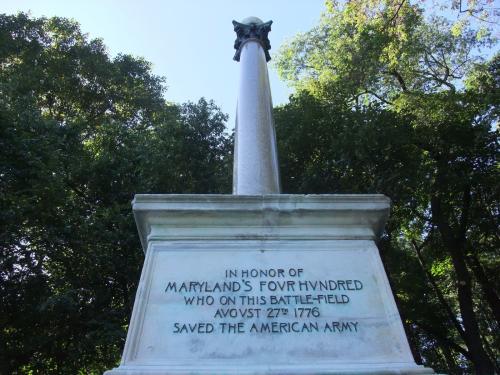 IN HONOR OF
MARYLAND'S FOVR HVNDRED
WHO ON THIS BATTLE-FIELD
AVGVST 27TH 1776
SAVED THE AMERICAN ARMY